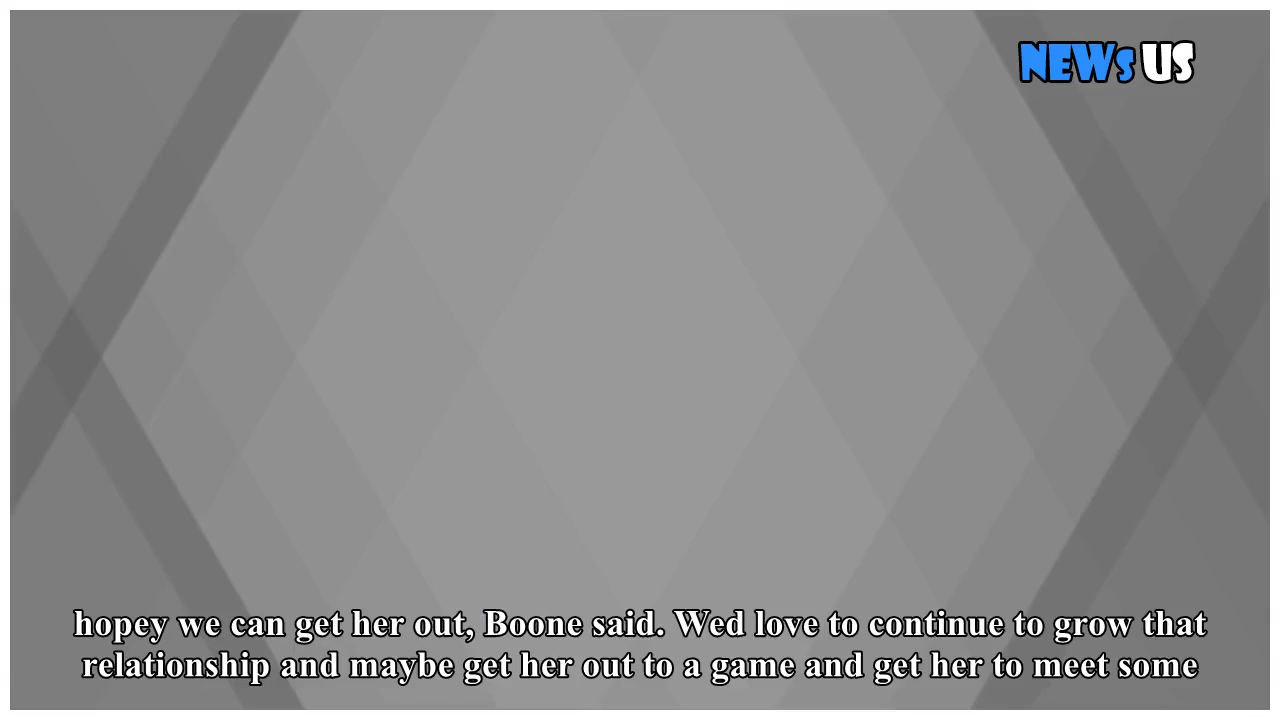 NEWs US
hopey we can get her out, Boone said. Wed love to continue to grow that
relationship and maybe get her out to a game and get her to meet some